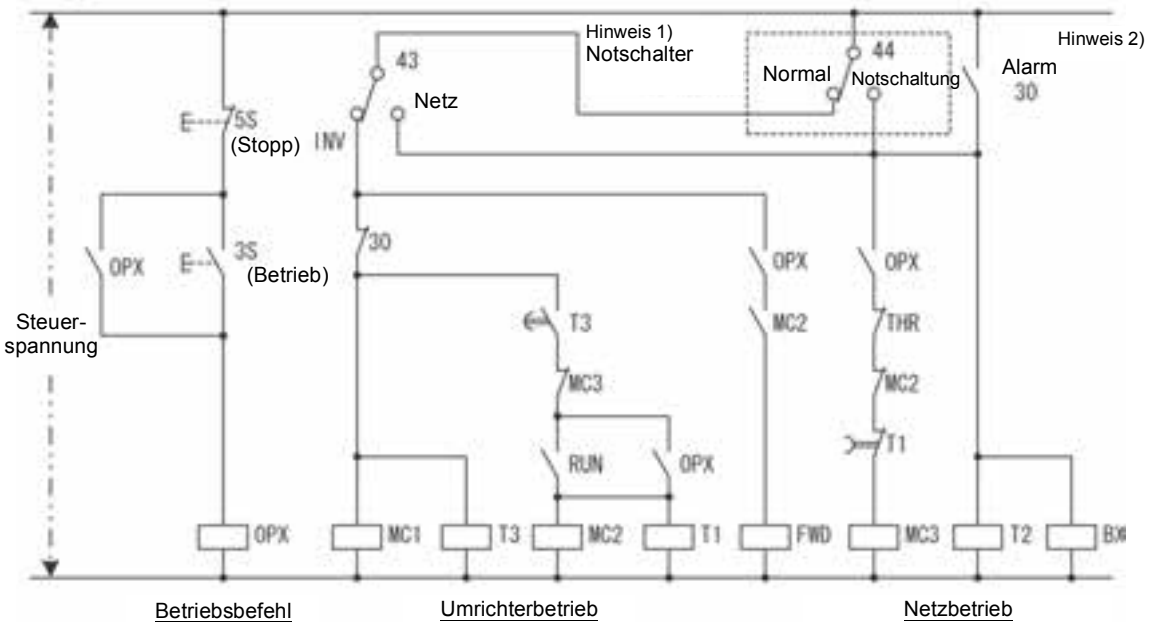 Hinweis 1)
Notschalter
Hinweis 2)
43
44
Normal
Notschaltung
Alarm
30
Netz
5S
(Stopp)
INV
OPX
3S
(Betrieb)
30
OPX
OPX
Steuer-
spannung
T3
MC2
THR
MC3
MC2
T1
RUN
OPX
OPX
MC1
T3
MC2
T1
FWD
MC3
T2
BX
Betriebsbefehl
Umrichterbetrieb
Netzbetrieb